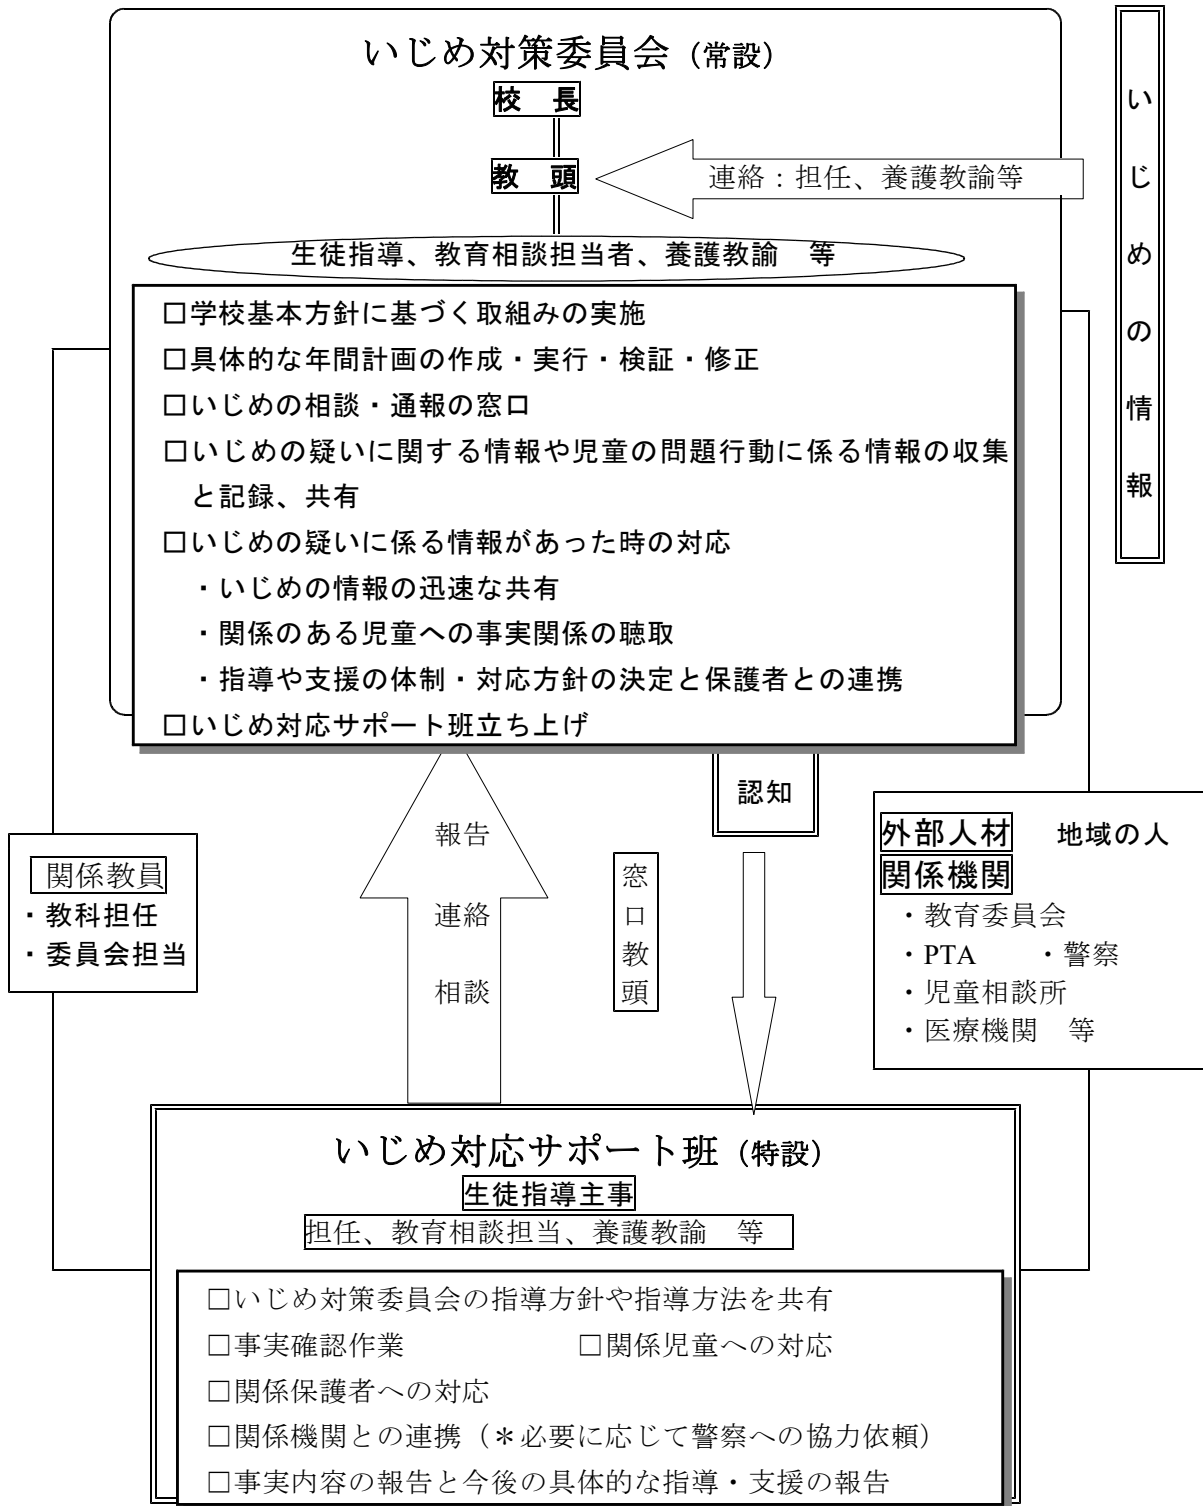 いじめ対策委員会（常設）
校　長
教　頭
連絡：担任、養護教諭等
いじめの情報
生徒指導、教育相談担当者、養護教諭　等
□学校基本方針に基づく取組みの実施
□具体的な年間計画の作成・実行・検証・修正
□いじめの相談・通報の窓口
□いじめの疑いに関する情報や児童の問題行動に係る情報の収集
と記録、共有
□いじめの疑いに係る情報があった時の対応
・いじめの情報の迅速な共有
・関係のある児童への事実関係の聴取
・指導や支援の体制・対応方針の決定と保護者との連携
□いじめ対応サポート班立ち上げ
関係教員
・教科担任
・委員会担当
報告
連絡
相談
窓口教頭
認知
外部人材　地域の人
関係機関
・教育委員会
・PTA　・警察
・児童相談所
・医療機関　等
いじめ対応サポート班（特設）
生徒指導主事
担任、教育相談担当、養護教諭　等
□いじめ対策委員会の指導方針や指導方法を共有
□事実確認作業　□関係児童への対応
□関係保護者への対応
□関係機関との連携（＊必要に応じて警察への協力依頼）
□事実内容の報告と今後の具体的な指導・支援の報告